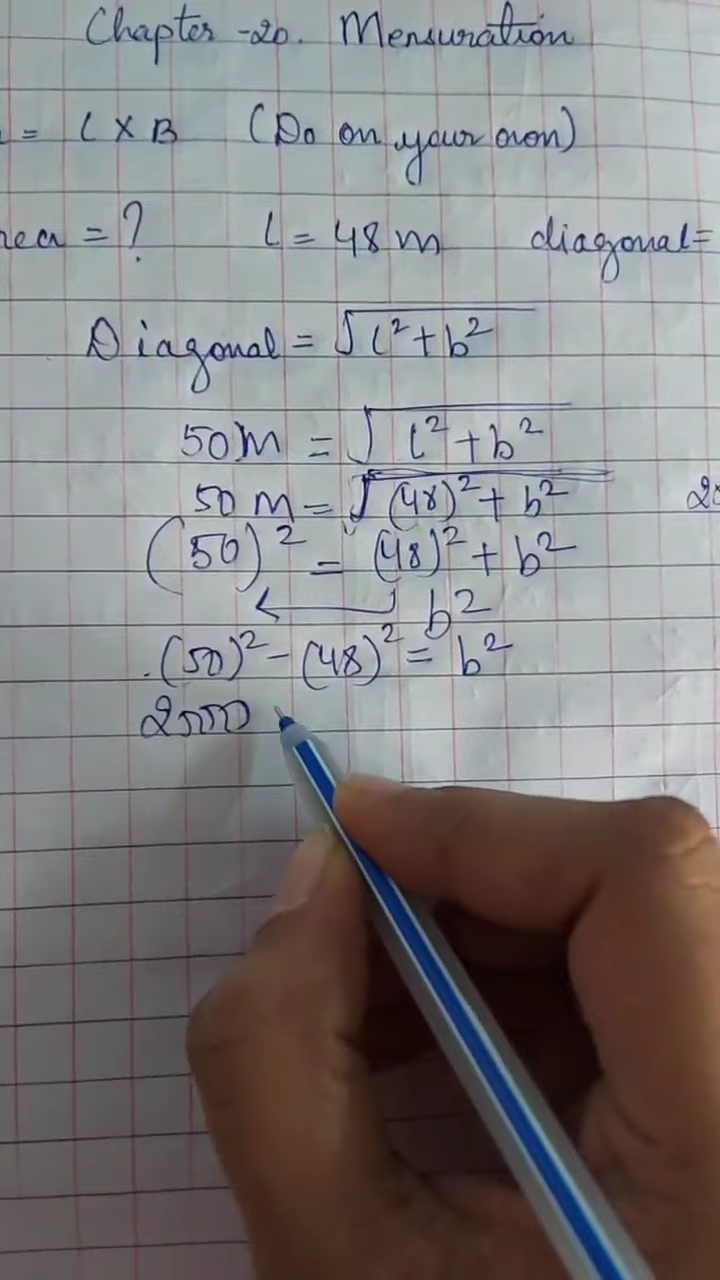 Chapter -20. Mensuration
= l × B (Do on your own)
rea = ? l = 48 m diagonal =
Diagonal = √l²+b²
50 m = √l²+b²
50 m = √(48)²+b²
(50)² = (48)²+b²
b²
(50)² - (48)² = b²